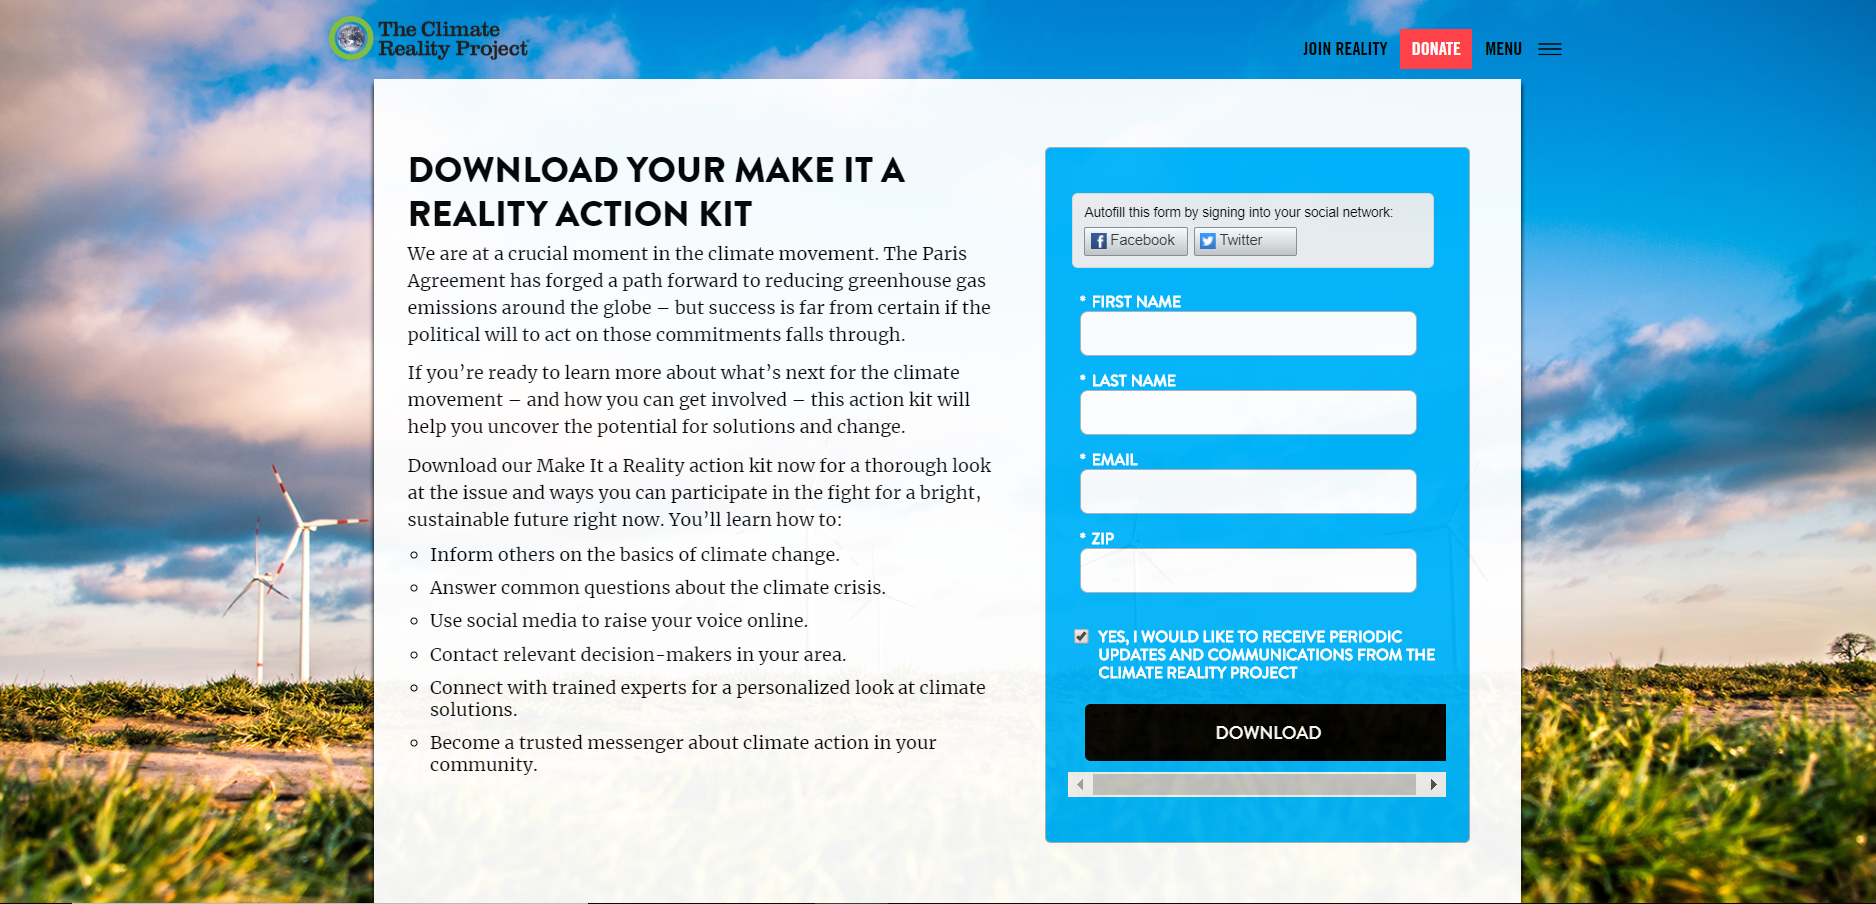 The Climate
Reality Project
JOIN REALITY
DONATE
MENU
DOWNLOAD YOUR MAKE IT A
REALITY ACTION KIT
We are at a crucial moment in the climate movement. The Paris
Agreement has forged a path forward to reducing greenhouse gas
emissions around the globe – but success is far from certain if the
political will to act on those commitments falls through.
If you’re ready to learn more about what’s next for the climate
movement – and how you can get involved – this action kit will
help you uncover the potential for solutions and change.
Download our Make It a Reality action kit now for a thorough look
at the issue and ways you can participate in the fight for a bright,
sustainable future right now. You’ll learn how to:
Inform others on the basics of climate change.
Answer common questions about the climate crisis.
Use social media to raise your voice online.
Contact relevant decision-makers in your area.
Connect with trained experts for a personalized look at climate
solutions.
Become a trusted messenger about climate action in your
community.
Autofill this form by signing into your social network:
Facebook
Twitter
* FIRST NAME
* LAST NAME
* EMAIL
* ZIP
YES, I WOULD LIKE TO RECEIVE PERIODIC
UPDATES AND COMMUNICATIONS FROM THE
CLIMATE REALITY PROJECT
DOWNLOAD